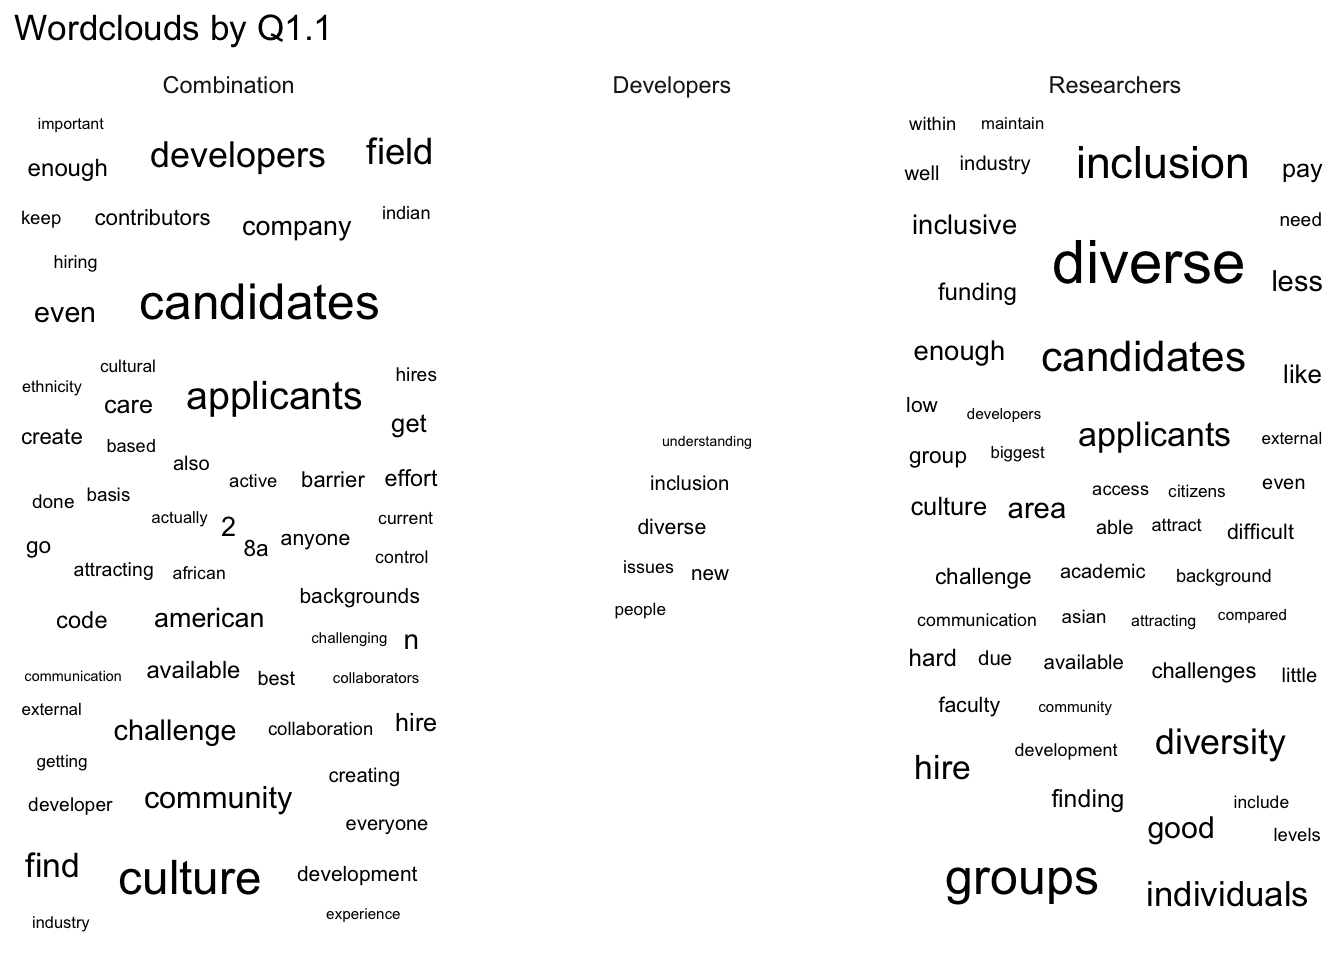 Wordclouds by Q1.1
Combination
important
developers field
enough
keep contributors company indian
hiring
candidates
even
cultural
ethnicity applicants hires
care
create get
based
also
active barrier effort
done basis
actually 2 current
go 8a anyone
control
attracting african
backgrounds
code american
challenging n
communication available best collaborators
external
challenge collaboration hire
getting
creating
developer community
everyone
find
culture development
industry experience
Developers
understanding
inclusion
diverse
issues new
people
Researchers
within maintain
well industry inclusion pay
inclusive need
diverse
funding less
enough candidates
like
low developers
applicants external
group biggest
access citizens even
culture area
able attract difficult
challenge academic background
communication asian attracting compared
hard due available challenges little
faculty community
development diversity
hire
finding include
good levels
groups individuals